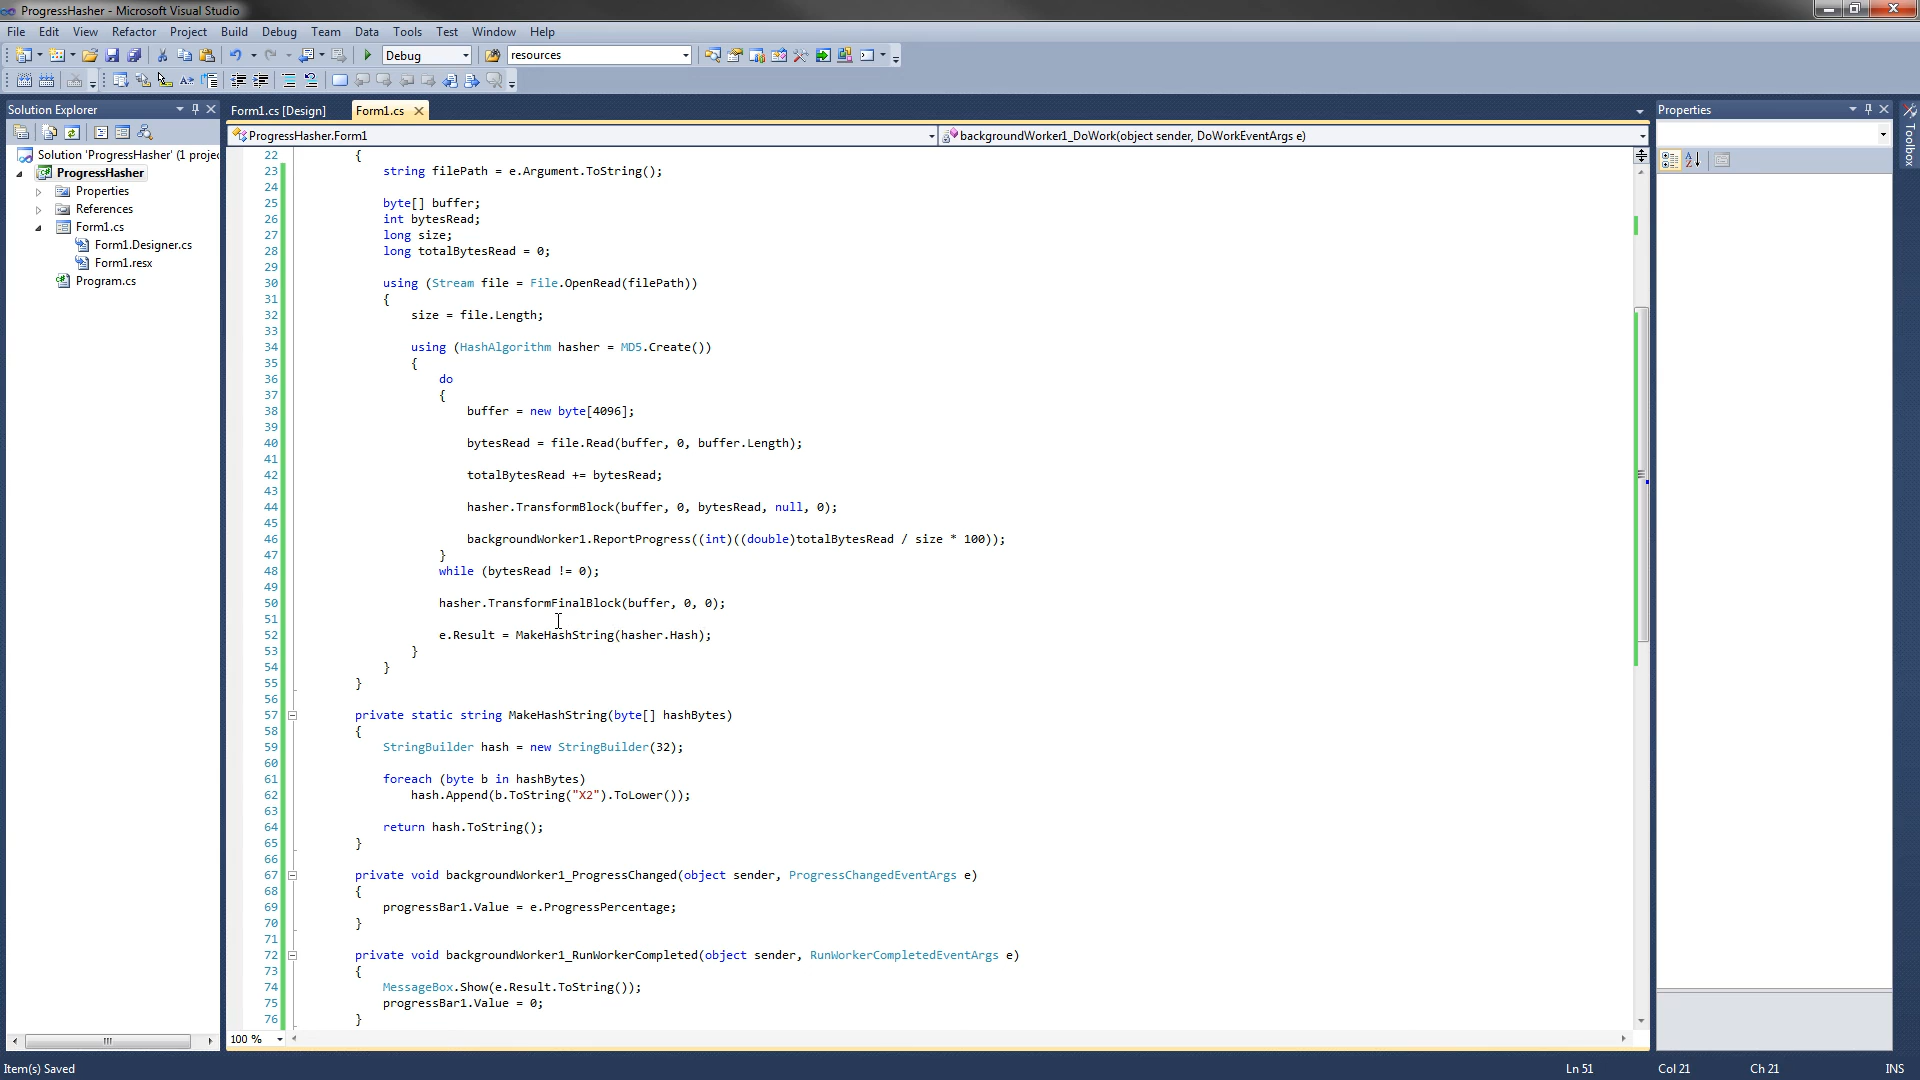 ProgressHasher - Microsoft Visual Studio
File Edit View Refactor Project Build Debug Team Data Tools Test Window Help
Debug resources
Solution Explorer
Solution 'ProgressHasher' (1 projec
ProgressHasher
Properties
References
Form1.cs
Form1.Designer.cs
Form1.resx
Program.cs
Form1.cs [Design] Form1.cs
ProgressHasher.Form1 backgroundWorker1_DoWork(object sender, DoWorkEventArgs e)
22 {
23 string filePath = e.Argument.ToString();
24
25 byte[] buffer;
26 int bytesRead;
27 long size;
28 long totalBytesRead = 0;
29
30 using (Stream file = File.OpenRead(filePath))
31 {
32 size = file.Length;
33
34 using (HashAlgorithm hasher = MD5.Create())
35 {
36 do
37 {
38 buffer = new byte[4096];
39
40 bytesRead = file.Read(buffer, 0, buffer.Length);
41
42 totalBytesRead += bytesRead;
43
44 hasher.TransformBlock(buffer, 0, bytesRead, null, 0);
45
46 backgroundWorker1.ReportProgress((int)((double)totalBytesRead / size * 100));
47 }
48 while (bytesRead != 0);
49
50 hasher.TransformFinalBlock(buffer, 0, 0);
51
52 e.Result = MakeHashString(hasher.Hash);
53 }
54 }
55 }
56
57 private static string MakeHashString(byte[] hashBytes)
58 {
59 StringBuilder hash = new StringBuilder(32);
60
61 foreach (byte b in hashBytes)
62 hash.Append(b.ToString("X2").ToLower());
63
64 return hash.ToString();
65 }
66
67 private void backgroundWorker1_ProgressChanged(object sender, ProgressChangedEventArgs e)
68 {
69 progressBar1.Value = e.ProgressPercentage;
70 }
71
72 private void backgroundWorker1_RunWorkerCompleted(object sender, RunWorkerCompletedEventArgs e)
73 {
74 MessageBox.Show(e.Result.ToString());
75 progressBar1.Value = 0;
76 }
100 %
Properties
Toolbox
Item(s) Saved Ln 51 Col 21 Ch 21 INS